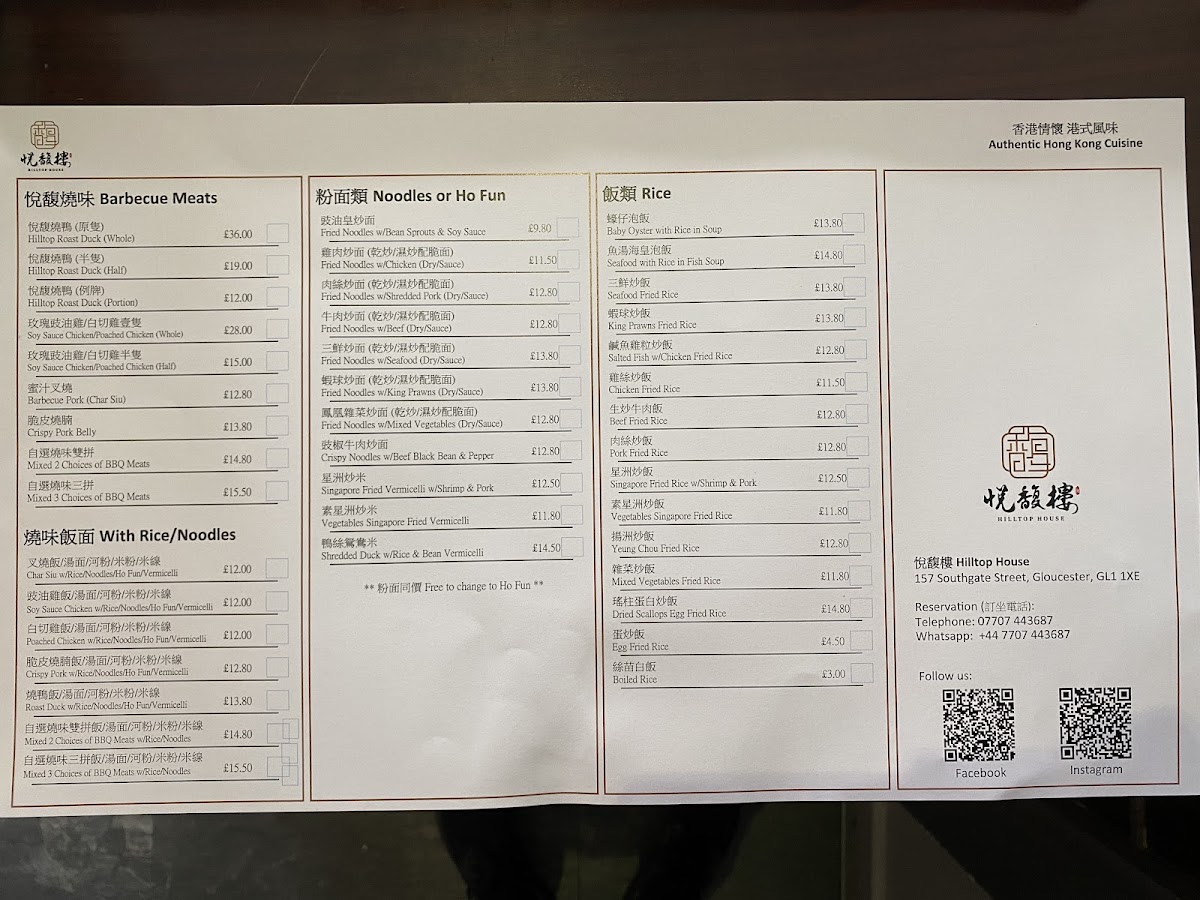 悅馥樓
HILLTOP HOUSE
香港情懷 港式風味
Authentic Hong Kong Cuisine
悅馥燒味 Barbecue Meats
悅馥燒鴨 (原隻)
Hilltop Roast Duck (Whole) £36.00
悅馥燒鴨 (半隻)
Hilltop Roast Duck (Half) £19.00
悅馥燒鴨 (例牌)
Hilltop Roast Duck (Portion) £12.00
玫瑰豉油雞/白切雞壹隻
Soy Sauce Chicken/Poached Chicken (Whole) £28.00
玫瑰豉油雞/白切雞半隻
Soy Sauce Chicken/Poached Chicken (Half) £15.00
蜜汁叉燒
Barbecue Pork (Char Siu) £12.80
脆皮燒腩
Crispy Pork Belly £13.80
自選燒味雙拼
Mixed 2 Choices of BBQ Meats £14.80
自選燒味三拼
Mixed 3 Choices of BBQ Meats £15.50
燒味飯面 With Rice/Noodles
叉燒飯/湯面/河粉/米粉/米線
Char Siu w/Rice/Noodles/Ho Fun/Vermicelli £12.00
豉油雞飯/湯面/河粉/米粉/米線
Soy Sauce Chicken w/Rice/Noodles/Ho Fun/Vermicelli £12.00
白切雞飯/湯面/河粉/米粉/米線
Poached Chicken w/Rice/Noodles/Ho Fun/Vermicelli £12.00
脆皮燒腩飯/湯面/河粉/米粉/米線
Crispy Pork w/Rice/Noodles/Ho Fun/Vermicelli £12.80
燒鴨飯/湯面/河粉/米粉/米線
Roast Duck w/Rice/Noodles/Ho Fun/Vermicelli £13.80
自選燒味雙拼飯/湯面/河粉/米粉/米線
Mixed 2 Choices of BBQ Meats w/Rice/Noodles £14.80
自選燒味三拼飯/湯面/河粉/米粉/米線
Mixed 3 Choices of BBQ Meats w/Rice/Noodles £15.50
粉面類 Noodles or Ho Fun
豉油皇炒面
Fried Noodles w/Bean Sprouts & Soy Sauce £9.80
雞肉炒面 (乾炒/濕炒配脆面)
Fried Noodles w/Chicken (Dry/Sauce) £11.50
肉絲炒面 (乾炒/濕炒配脆面)
Fried Noodles w/Shredded Pork (Dry/Sauce) £12.80
牛肉炒面 (乾炒/濕炒配脆面)
Fried Noodles w/Beef (Dry/Sauce) £12.80
三鮮炒面 (乾炒/濕炒配脆面)
Fried Noodles w/Seafood (Dry/Sauce) £13.80
蝦球炒面 (乾炒/濕炒配脆面)
Fried Noodles w/King Prawns (Dry/Sauce) £13.80
鳳凰雜菜炒面 (乾炒/濕炒配脆面)
Fried Noodles w/Mixed Vegetables (Dry/Sauce) £12.80
豉椒牛肉炒面
Crispy Noodles w/Beef Black Bean & Pepper £12.80
星洲炒米
Singapore Fried Vermicelli w/Shrimp & Pork £12.50
素星洲炒米
Vegetables Singapore Fried Vermicelli £11.80
鴨絲鴛鴦米
Shredded Duck w/Rice & Bean Vermicelli £14.50
** 粉面同價 Free to change to Ho Fun **
飯類 Rice
蠔仔泡飯
Baby Oyster with Rice in Soup £13.80
魚湯海皇泡飯
Seafood with Rice in Fish Soup £14.80
三鮮炒飯
Seafood Fried Rice £13.80
蝦球炒飯
King Prawns Fried Rice £13.80
鹹魚雞粒炒飯
Salted Fish w/Chicken Fried Rice £12.80
雞絲炒飯
Chicken Fried Rice £11.50
生炒牛肉飯
Beef Fried Rice £12.80
肉絲炒飯
Pork Fried Rice £12.80
星洲炒飯
Singapore Fried Rice w/Shrimp & Pork £12.50
素星洲炒飯
Vegetables Singapore Fried Rice £11.80
揚洲炒飯
Yeung Chou Fried Rice £12.80
雜菜炒飯
Mixed Vegetables Fried Rice £11.80
瑤柱蛋白炒飯
Dried Scallops Egg Fried Rice £14.80
蛋炒飯
Egg Fried Rice £4.50
絲苗白飯
Boiled Rice £3.00
悅馥樓
HILLTOP HOUSE
悅馥樓 Hilltop House
157 Southgate Street, Gloucester, GL1 1XE
Reservation (訂坐電話):
Telephone: 07707 443687
Whatsapp: +44 7707 443687
Follow us:
Facebook
Instagram